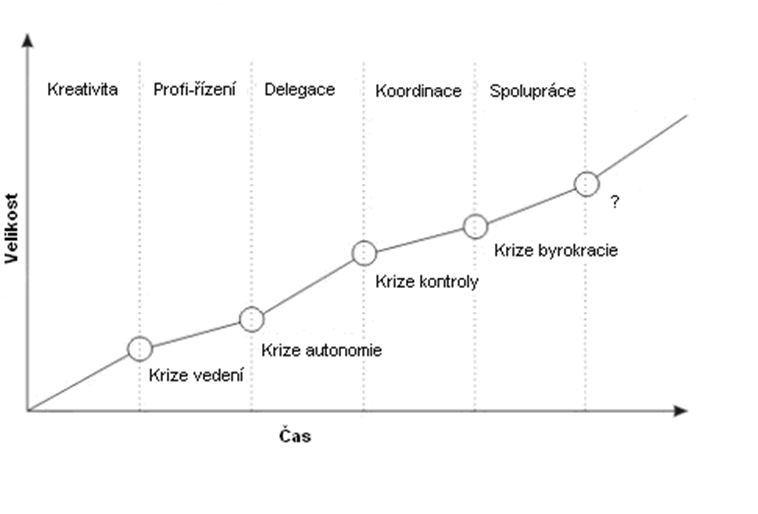 Kreativita
Profi-řízení
Delegace
Koordinace
Spolupráce
Velikost
?
Krize byrokracie
Krize kontroly
Krize autonomie
Krize vedení
Čas